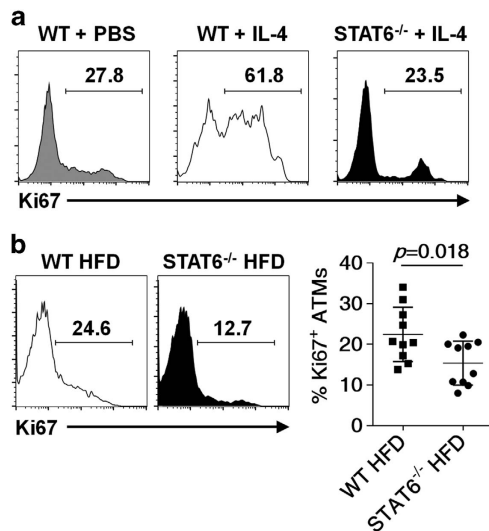 a
WT + PBS WT + IL-4 STAT6-/- + IL-4
27.8 61.8 23.5
Ki67
b
WT HFD STAT6-/- HFD
24.6 12.7
Ki67
p=0.018
% Ki67+ ATMs
40
30
20
10
0
WT HFD
STAT6-/- HFD